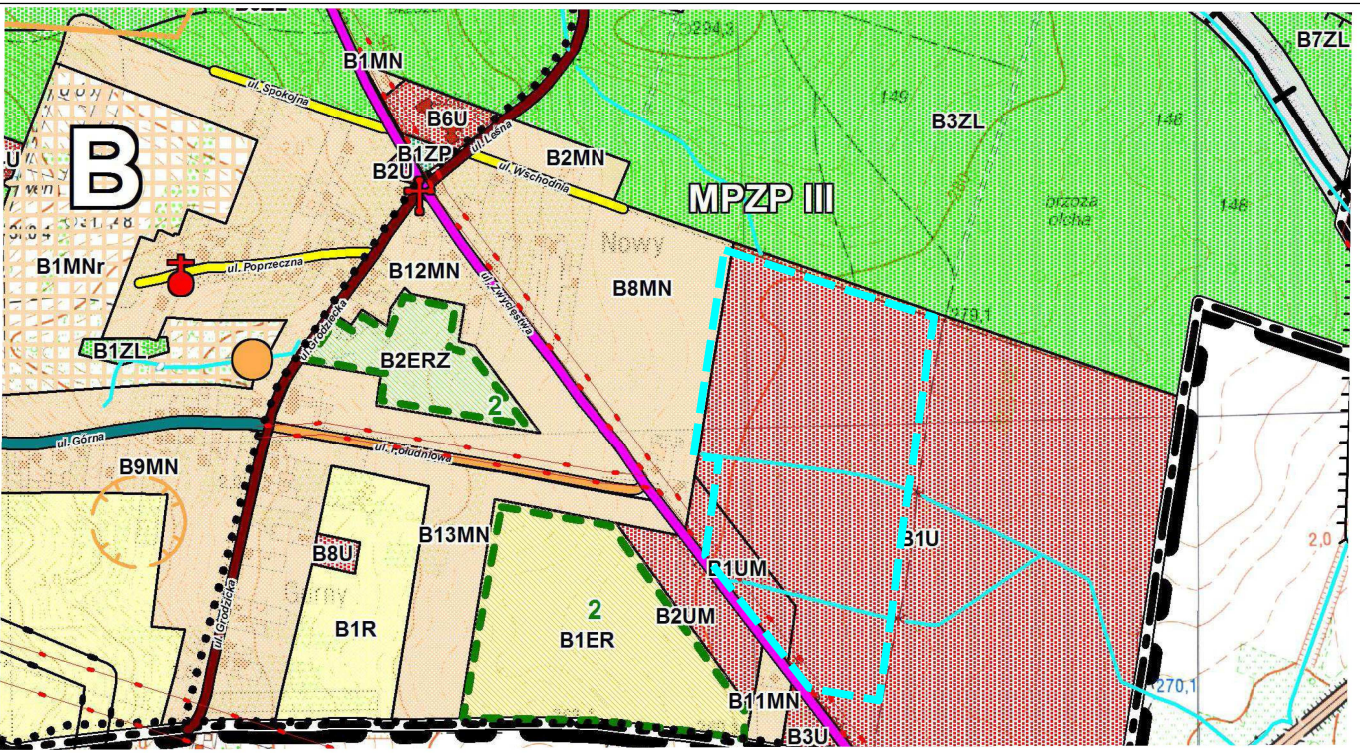 B1MN
294,3
B7ZL
ul. Spokojna
149
B6U
B3ZL
148
ul. Leśna
B1ZP
B2MN
B2U
ul. Wschodnia
B
MPZP III
brzoza
olcha
148
Nowy
B1MNr
ul. Poprzeczna
B12MN
B8MN
ul. Zwycięstwa
279,1
ul. Grodziecka
B1ZL
B2ERZ
2
ul. Górna
ul. Południowa
B9MN
B13MN
B1U
2,0
B8U
B1UM
ul. Grodzicka
2
B2UM
B1R
B1ER
270,1
B11MN
B3U